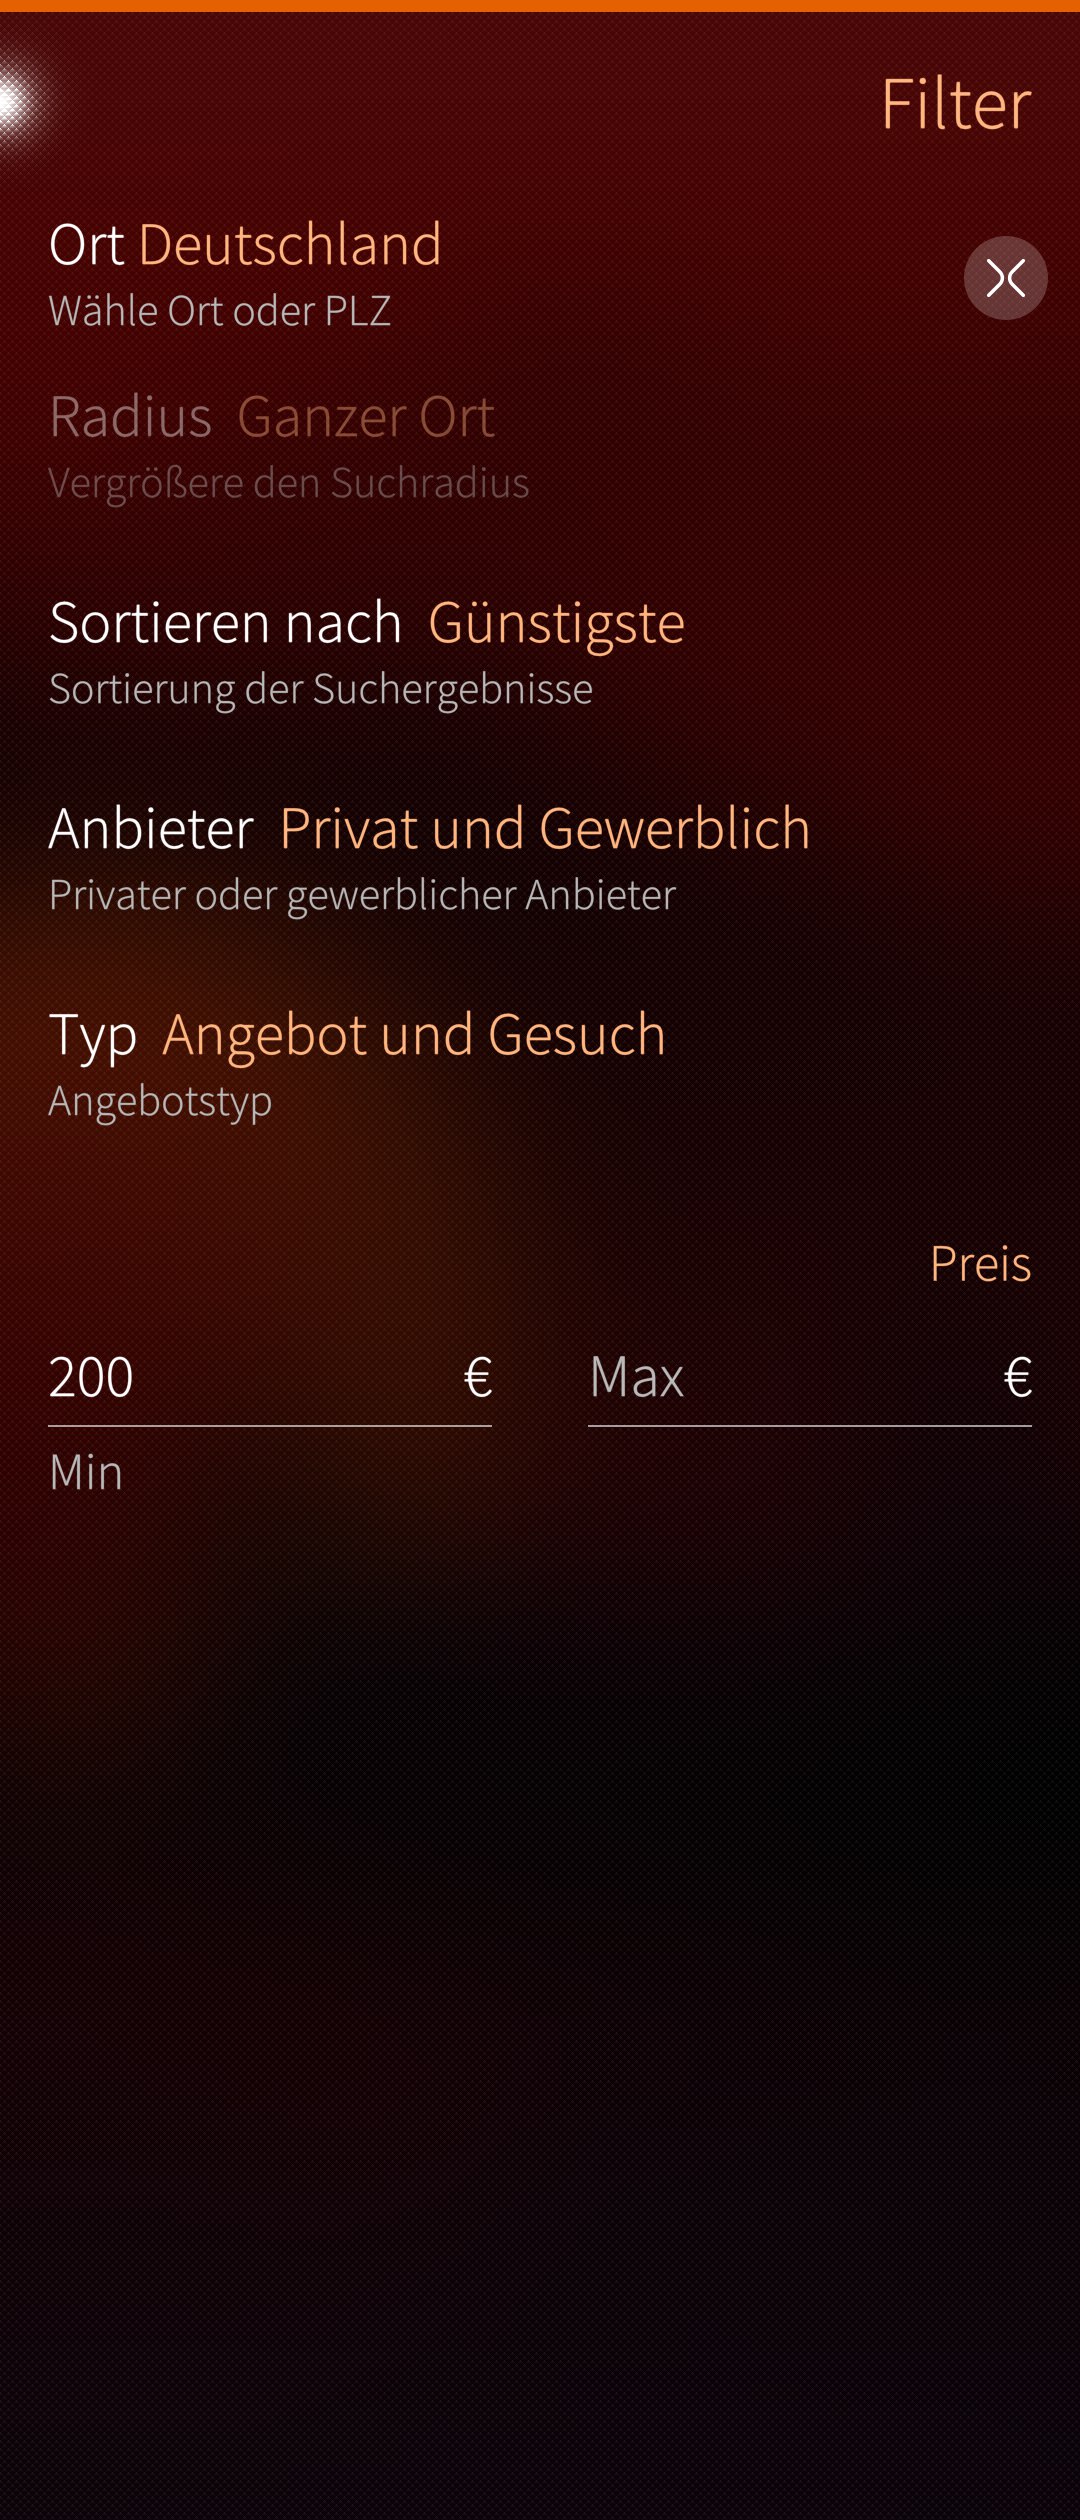 Filter
Ort Deutschland
Wähle Ort oder PLZ
Radius Ganzer Ort
Vergrößere den Suchradius
Sortieren nach Günstigste
Sortierung der Suchergebnisse
Anbieter Privat und Gewerblich
Privater oder gewerblicher Anbieter
Typ Angebot und Gesuch
Angebotstyp
Preis
200 € Max €
Min